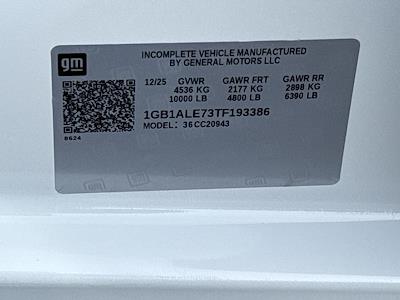 gm
INCOMPLETE VEHICLE MANUFACTURED
BY GENERAL MOTORS LLC
12/25 GVWR GAWR FRT GAWR RR
4536 KG 2177 KG 2898 KG
10000 LB 4800 LB 6390 LB
1GB1ALE73TF193386
MODEL: 36CC20943
8624